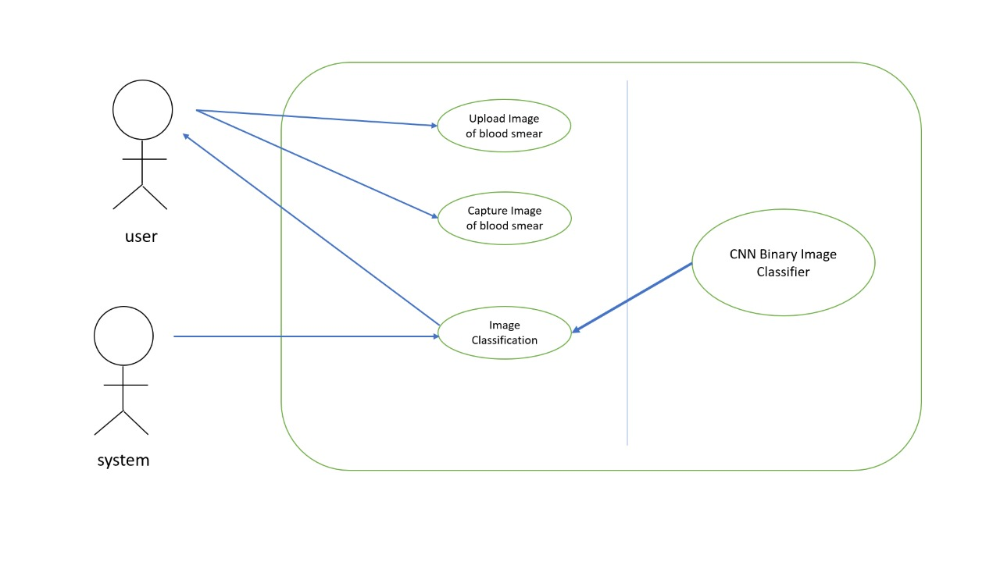 Upload Image
of blood smear
user
Capture Image
of blood smear
CNN Binary Image
Classifier
Image
Classification
system